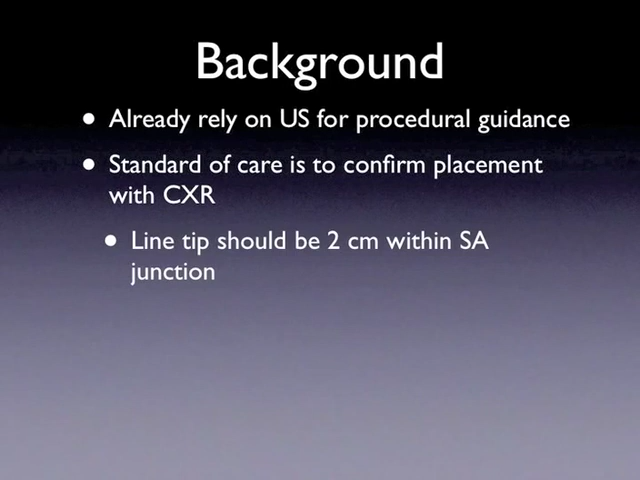 Background
• Already rely on US for procedural guidance
• Standard of care is to confirm placement
with CXR
• Line tip should be 2 cm within SA
junction